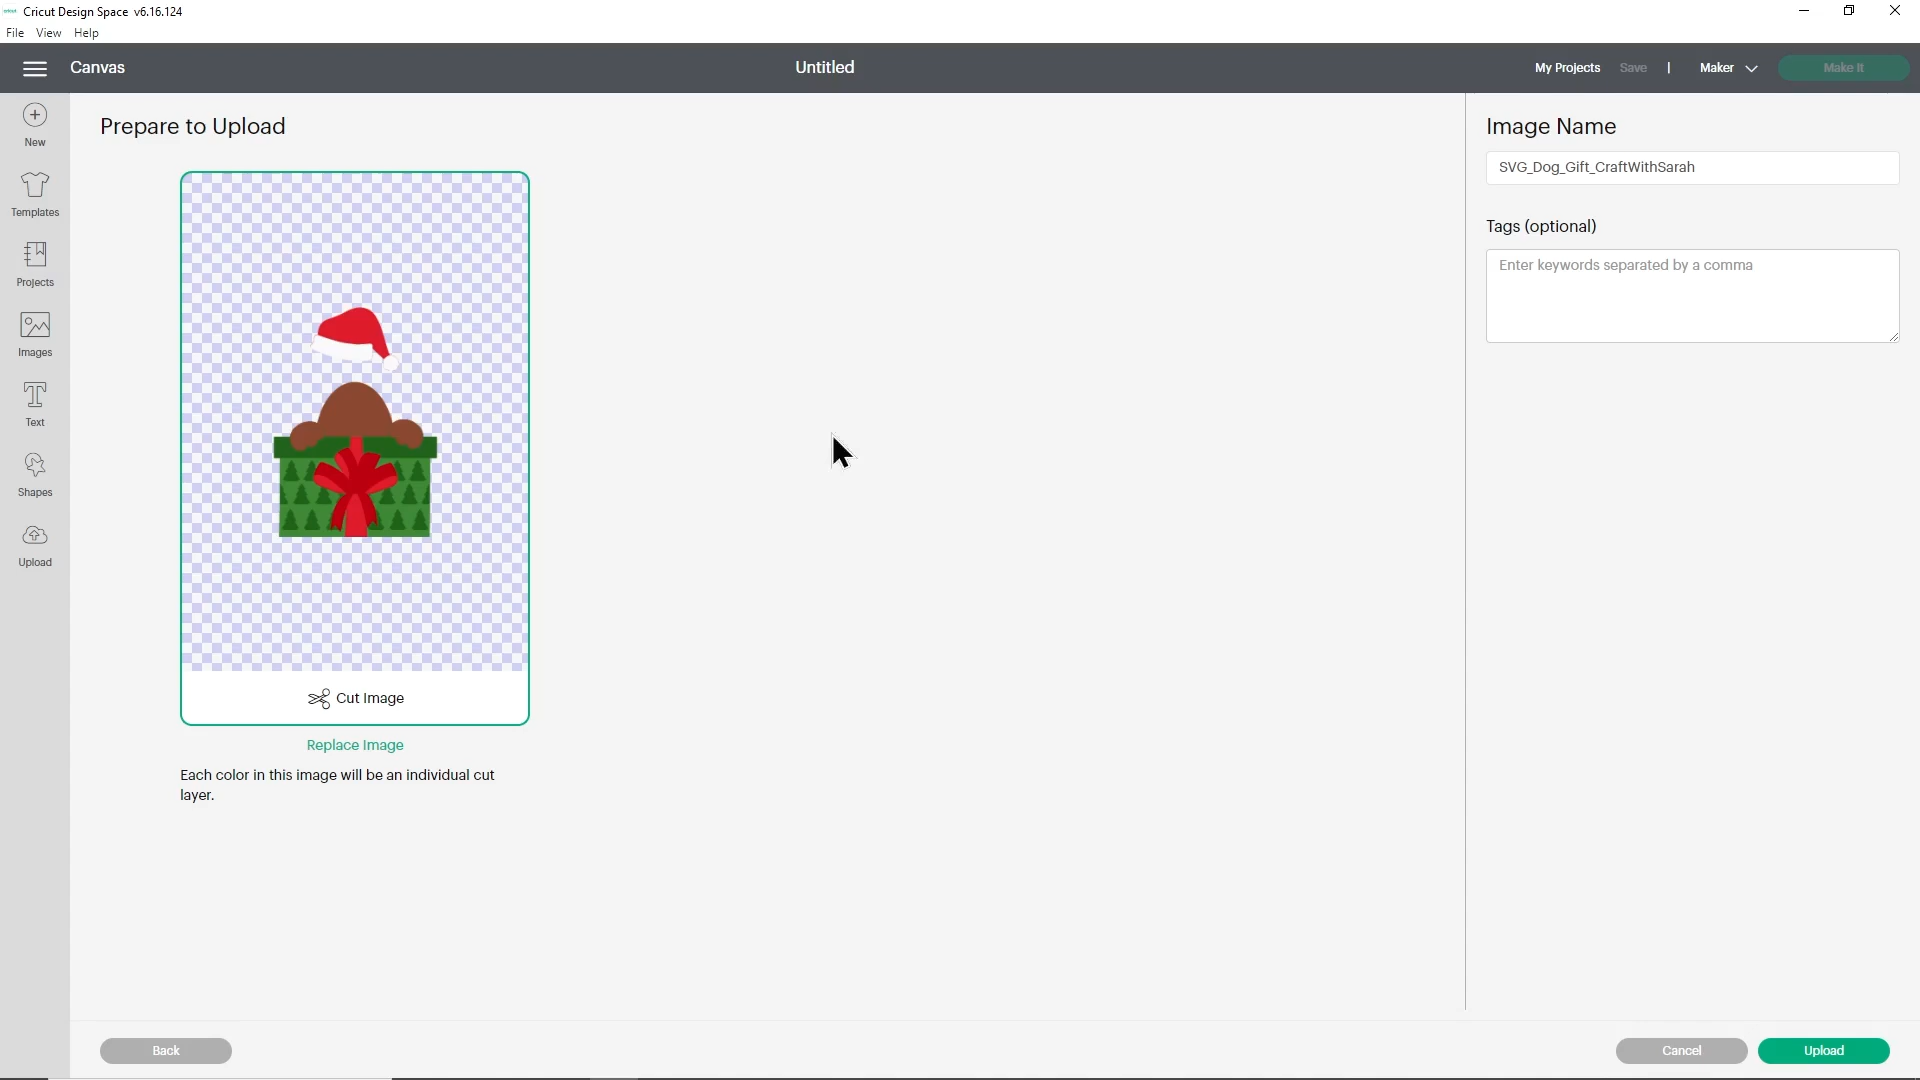 Cricut Design Space v6.16.124
File View Help
Canvas
Untitled
My Projects Save | Maker Make It
New
Templates
Projects
Images
Text
Shapes
Upload
Prepare to Upload
Cut Image
Replace Image
Each color in this image will be an individual cut
layer.
Image Name
SVG_Dog_Gift_CraftWithSarah
Tags (optional)
Enter keywords separated by a comma
Back
Cancel
Upload